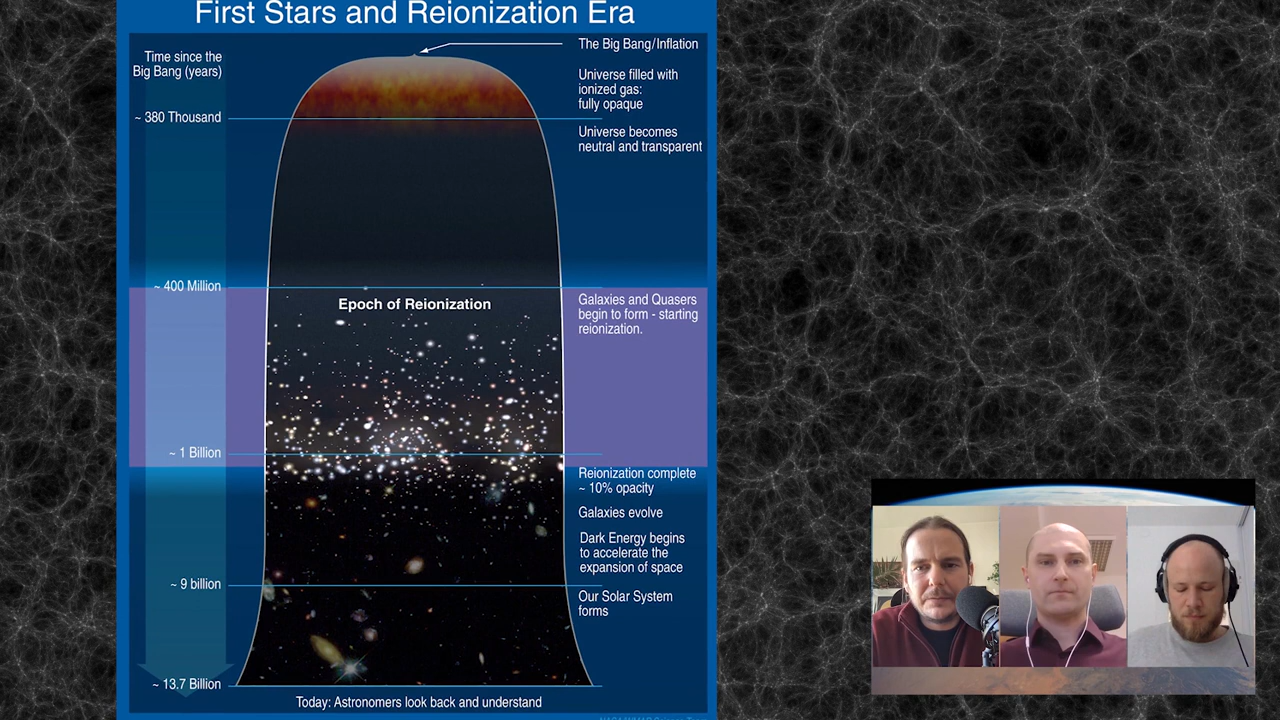 First Stars and Reionization Era
Time since the
Big Bang (years)
The Big Bang/Inflation
Universe filled with
ionized gas:
fully opaque
~ 380 Thousand
Universe becomes
neutral and transparent
~ 400 Million
Epoch of Reionization
Galaxies and Quasers
begin to form - starting
reionization.
~ 1 Billion
Reionization complete
~ 10% opacity
Galaxies evolve
Dark Energy begins
to accelerate the
expansion of space
~ 9 billion
Our Solar System
forms
~ 13.7 Billion
Today: Astronomers look back and understand